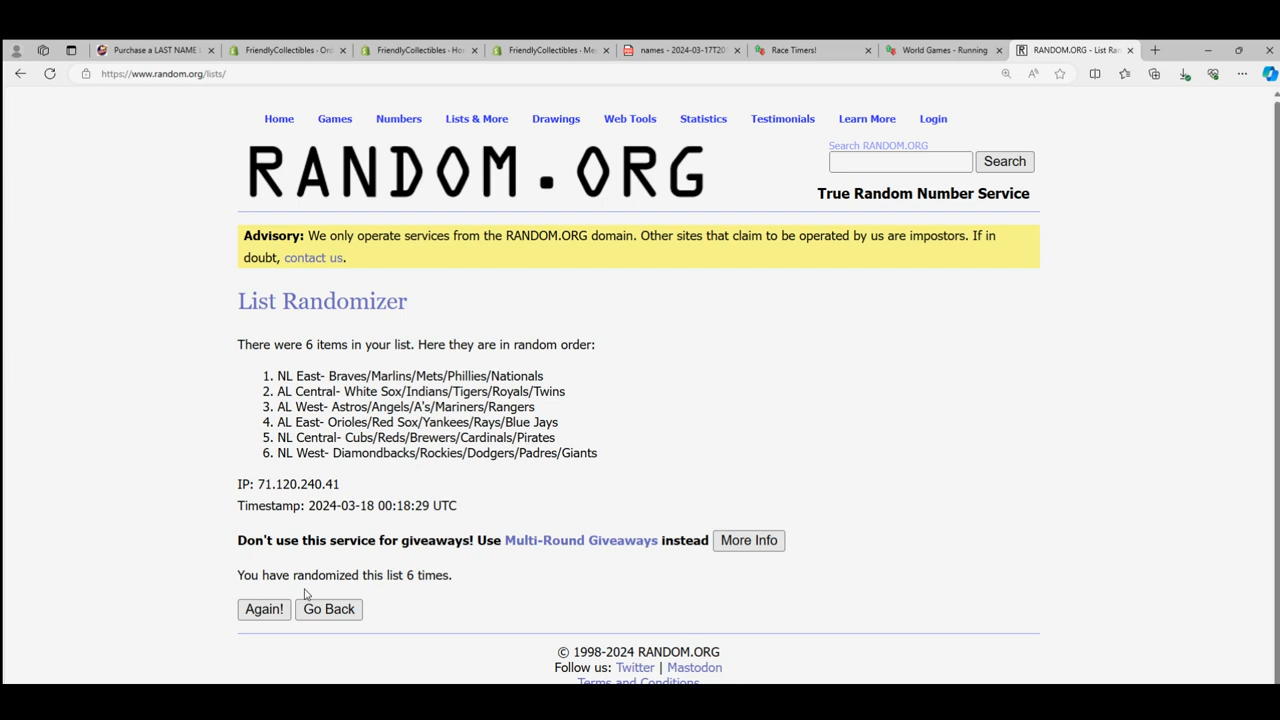 Purchase a LAST NAME
FriendlyCollectibles - Or
FriendlyCollectibles - Ho
FriendlyCollectibles - Me
names - 2024-03-17T20
Race Timers!
World Games - Running
RANDOM.ORG - List Ran
https://www.random.org/lists/
Home
Games
Numbers
Lists & More
Drawings
Web Tools
Statistics
Testimonials
Learn More
Login
RANDOM.ORG
Search RANDOM.ORG
Search
True Random Number Service
Advisory: We only operate services from the RANDOM.ORG domain. Other sites that claim to be operated by us are impostors. If in
doubt, contact us.
List Randomizer
There were 6 items in your list. Here they are in random order:
1. NL East- Braves/Marlins/Mets/Phillies/Nationals
2. AL Central- White Sox/Indians/Tigers/Royals/Twins
3. AL West- Astros/Angels/A's/Mariners/Rangers
4. AL East- Orioles/Red Sox/Yankees/Rays/Blue Jays
5. NL Central- Cubs/Reds/Brewers/Cardinals/Pirates
6. NL West- Diamondbacks/Rockies/Dodgers/Padres/Giants
IP: 71.120.240.41
Timestamp: 2024-03-18 00:18:29 UTC
Don't use this service for giveaways! Use Multi-Round Giveaways instead
More Info
You have randomized this list 6 times.
Again!
Go Back
© 1998-2024 RANDOM.ORG
Follow us: Twitter | Mastodon
Terms and Conditions